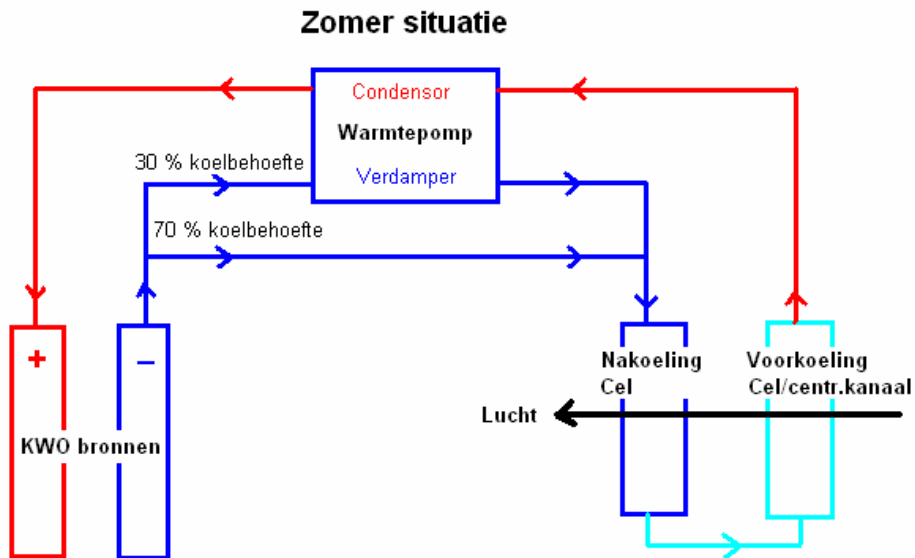 Zomer situatie
Condensor
Warmtepomp
Verdamper
30 % koelbehoefte
70 % koelbehoefte
+
–
KWO bronnen
Nakoeling
Cel
Voorkoeling
Cel/centr.kanaal
Lucht